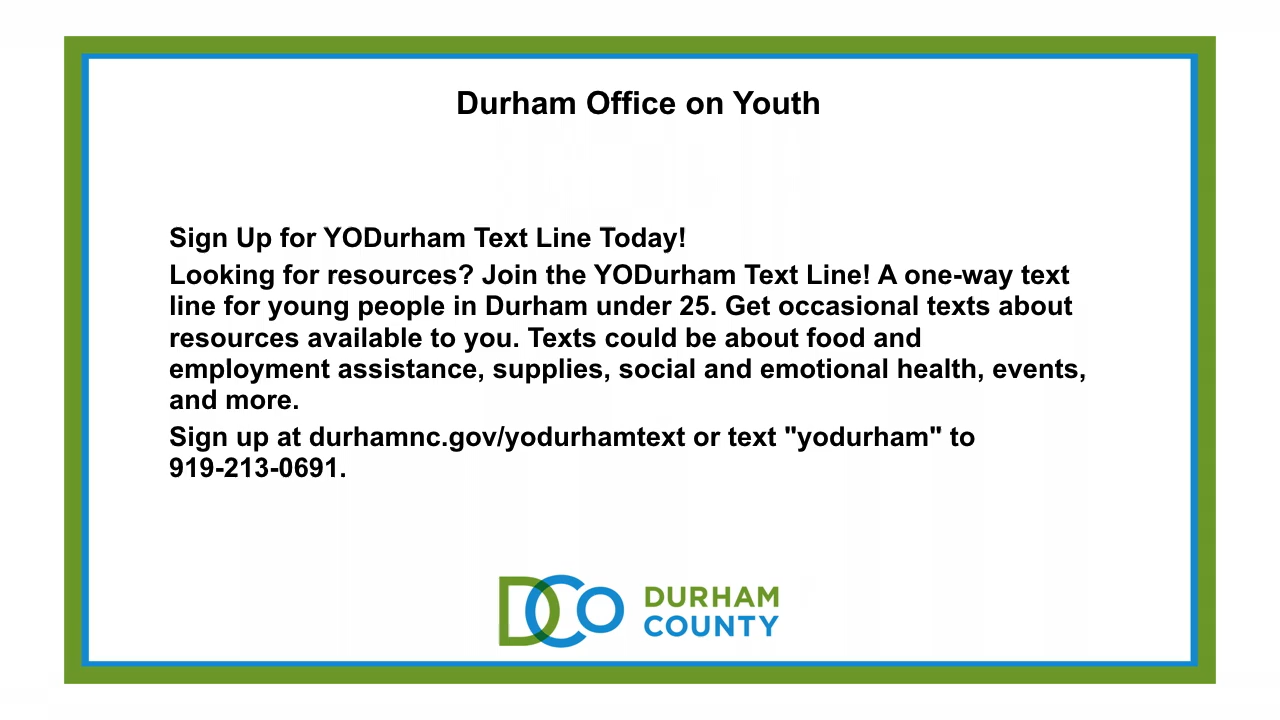 Durham Office on Youth
Sign Up for YODurham Text Line Today!
Looking for resources? Join the YODurham Text Line! A one-way text
line for young people in Durham under 25. Get occasional texts about
resources available to you. Texts could be about food and
employment assistance, supplies, social and emotional health, events,
and more.
Sign up at durhamnc.gov/yodurhamtext or text "yodurham" to
919-213-0691.
DCO DURHAM
COUNTY